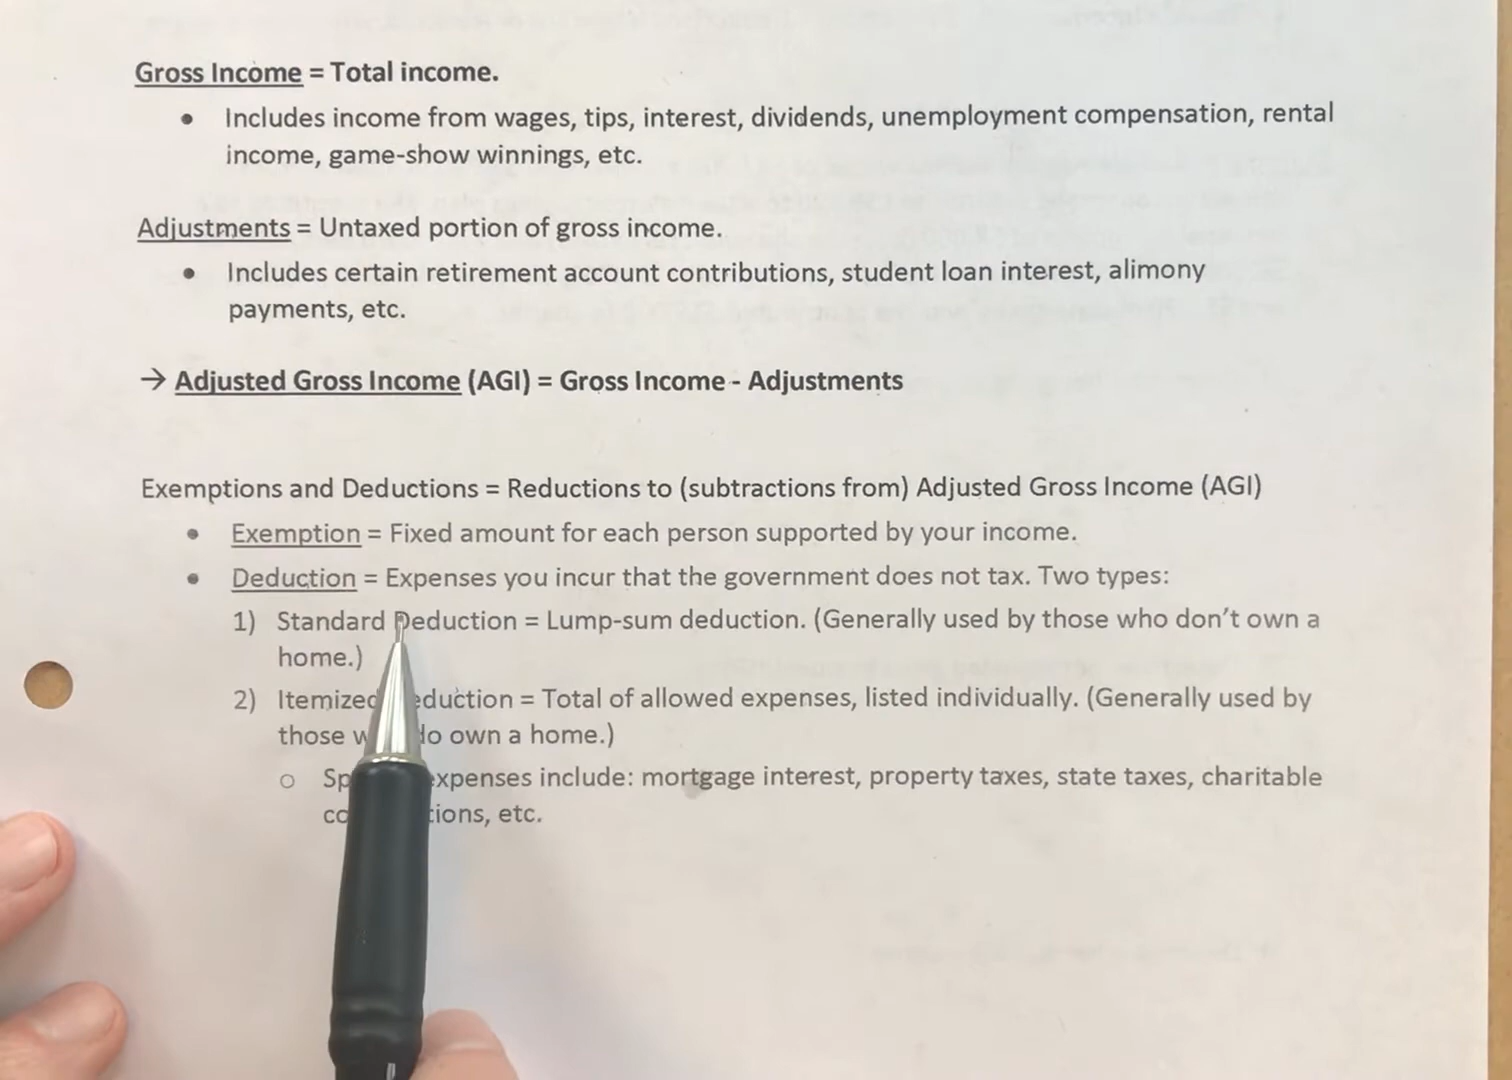 Gross Income = Total income.
• Includes income from wages, tips, interest, dividends, unemployment compensation, rental
income, game-show winnings, etc.
Adjustments = Untaxed portion of gross income.
• Includes certain retirement account contributions, student loan interest, alimony
payments, etc.
→ Adjusted Gross Income (AGI) = Gross Income - Adjustments
Exemptions and Deductions = Reductions to (subtractions from) Adjusted Gross Income (AGI)
• Exemption = Fixed amount for each person supported by your income.
• Deduction = Expenses you incur that the government does not tax. Two types:
1) Standard Deduction = Lump-sum deduction. (Generally used by those who don't own a
home.)
2) Itemized Deduction = Total of allowed expenses, listed individually. (Generally used by
those do own a home.)
o expenses include: mortgage interest, property taxes, state taxes, charitable
etc.